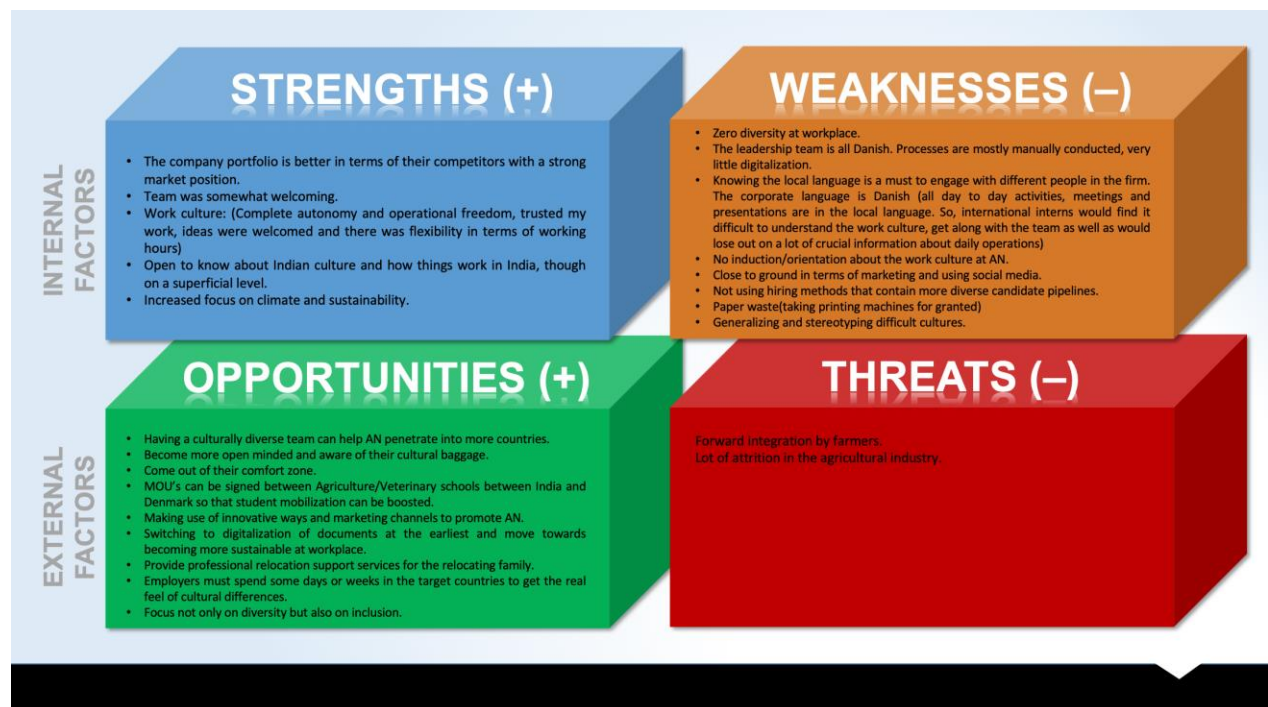 STRENGTHS (+)
• The company portfolio is better in terms of their competitors with a strong
market position.
• Team was somewhat welcoming.
• Work culture: (Complete autonomy and operational freedom, trusted my
work, ideas were welcomed and there was flexibility in terms of working
hours)
• Open to know about Indian culture and how things work in India, though
on a superficial level.
• Increased focus on climate and sustainability.
WEAKNESSES (–)
• Zero diversity at workplace.
• The leadership team is all Danish. Processes are mostly manually conducted, very
little digitalization.
• Knowing the local language is a must to engage with different people in the firm.
The corporate language is Danish (all day to day activities, meetings and
presentations are in the local language. So, international interns would find it
difficult to understand the work culture, get along with the team as well as would
lose out on a lot of crucial information about daily operations)
• No induction/orientation about the work culture at AN.
• Close to ground in terms of marketing and using social media.
• Not using hiring methods that contain more diverse candidate pipelines.
• Paper waste(taking printing machines for granted)
• Generalizing and stereotyping difficult cultures.
INTERNAL
FACTORS
OPPORTUNITIES (+)
• Having a culturally diverse team can help AN penetrate into more countries.
• Become more open minded and aware of their cultural baggage.
• Come out of their comfort zone.
• MOU's can be signed between Agriculture/Veterinary schools between India and
Denmark so that student mobilization can be boosted.
• Making use of innovative ways and marketing channels to promote AN.
• Switching to digitalization of documents at the earliest and move towards
becoming more sustainable at workplace.
• Provide professional relocation support services for the relocating family.
• Employers must spend some days or weeks in the target countries to get the real
feel of cultural differences.
• Focus not only on diversity but also on inclusion.
THREATS (–)
Forward integration by farmers.
Lot of attrition in the agricultural industry.
EXTERNAL
FACTORS